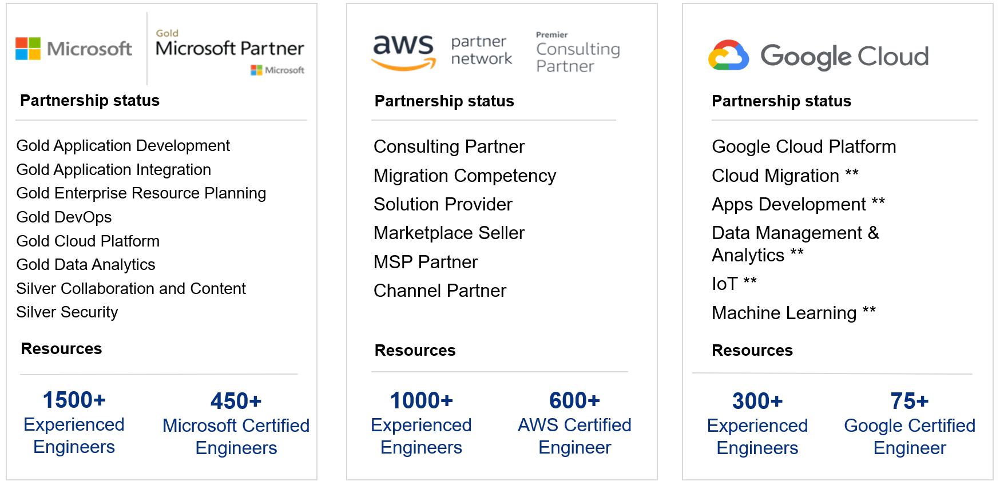 Microsoft
Gold
Microsoft Partner
Microsoft
Partnership status
Gold Application Development
Gold Application Integration
Gold Enterprise Resource Planning
Gold DevOps
Gold Cloud Platform
Gold Data Analytics
Silver Collaboration and Content
Silver Security
Resources
1500+
Experienced
Engineers
450+
Microsoft Certified
Engineers
aws
partner
network
Premier
Consulting
Partner
Partnership status
Consulting Partner
Migration Competency
Solution Provider
Marketplace Seller
MSP Partner
Channel Partner
Resources
1000+
Experienced
Engineers
600+
AWS Certified
Engineer
Google Cloud
Partnership status
Google Cloud Platform
Cloud Migration **
Apps Development **
Data Management &
Analytics **
IoT **
Machine Learning **
Resources
300+
Experienced
Engineers
75+
Google Certified
Engineer